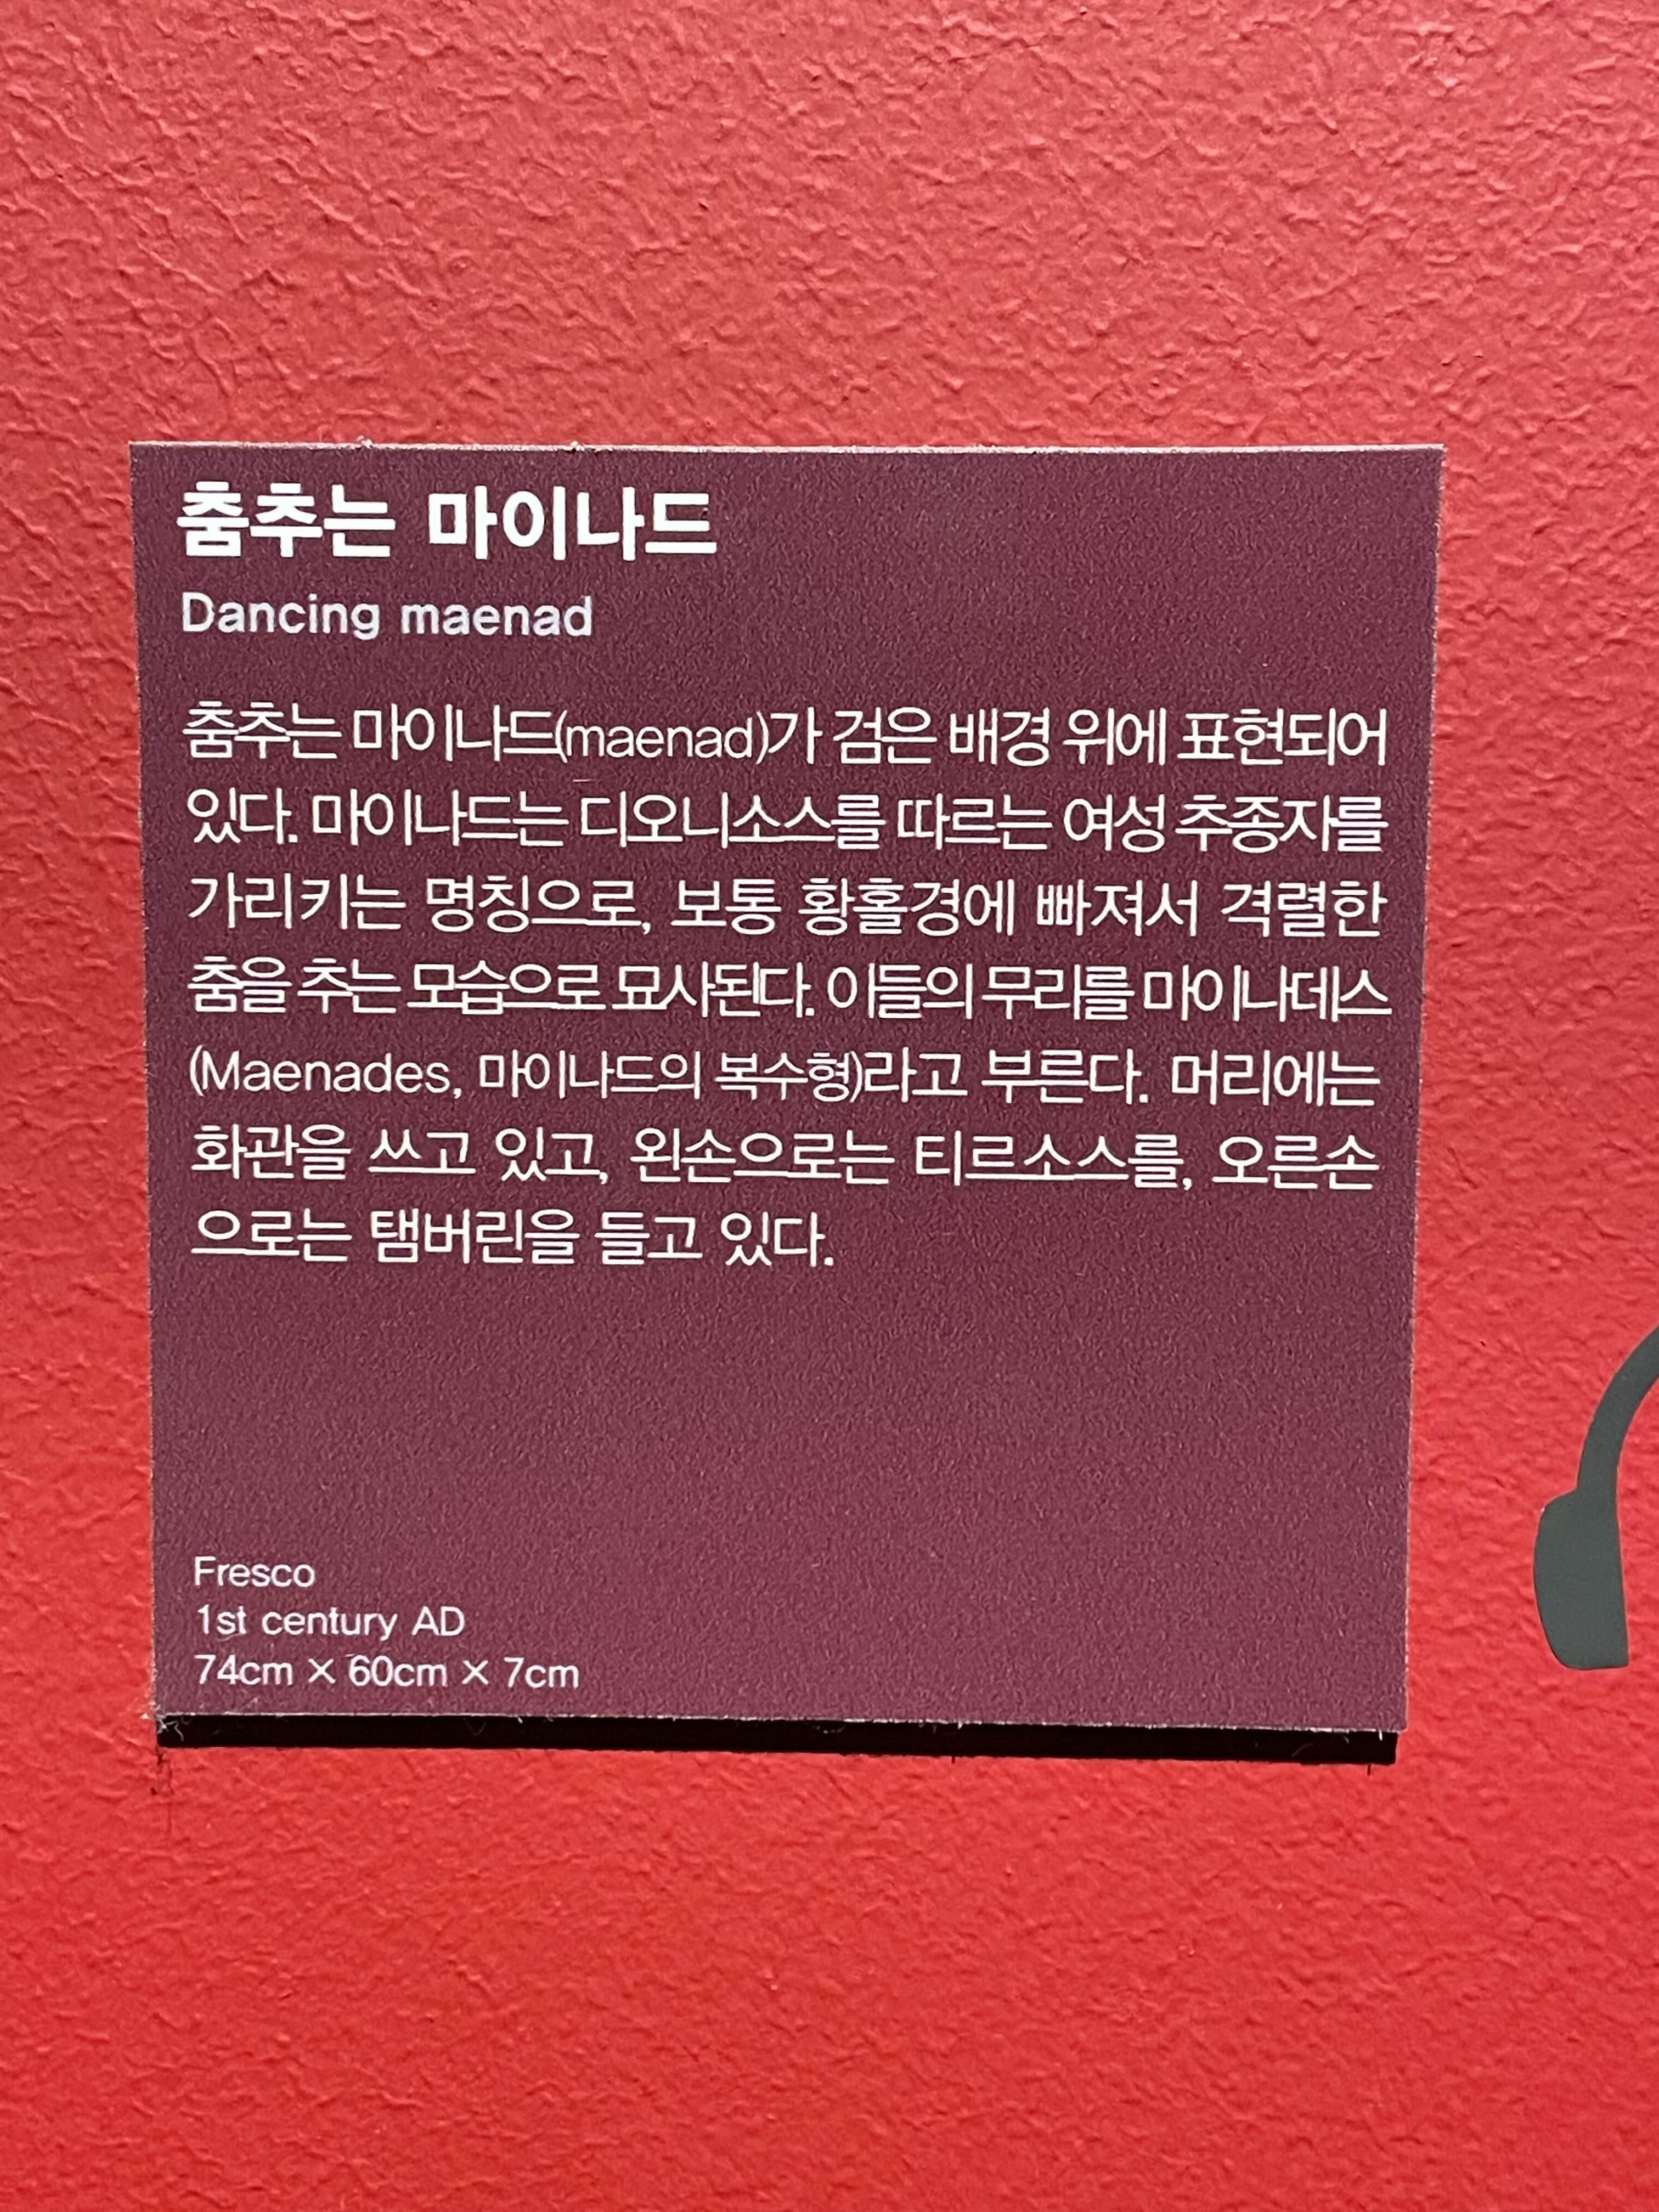 춤추는 마이나드
Dancing maenad
춤추는 마이나드(maenad)가 검은 배경 위에 표현되어
있다. 마이나드는 디오니소스를 따르는 여성 추종자를
가리키는 명칭으로, 보통 황홀경에 빠져서 격렬한
춤을 추는 모습으로 묘사된다. 이들의 무리를 마이나데스
(Maenades, 마이나드의 복수형)라고 부른다. 머리에는
화관을 쓰고 있고, 왼손으로는 티르소스를, 오른손
으로는 탬버린을 들고 있다.
Fresco
1st century AD
74cm × 60cm × 7cm